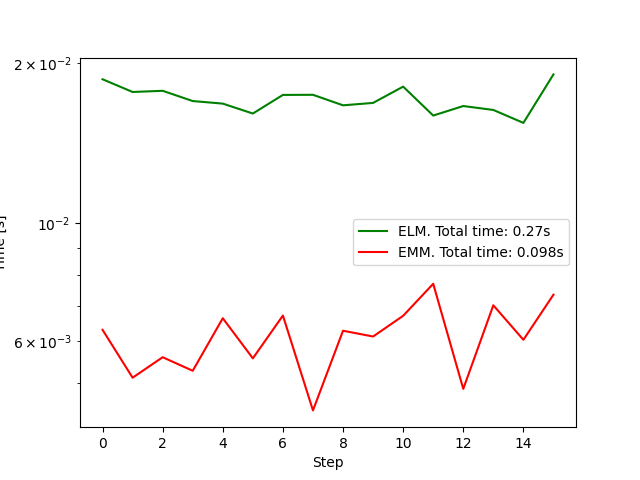 2 × 10⁻²
10⁻²
6 × 10⁻³
Time [s]
ELM. Total time: 0.27s
EMM. Total time: 0.098s
0 2 4 6 8 10 12 14
Step